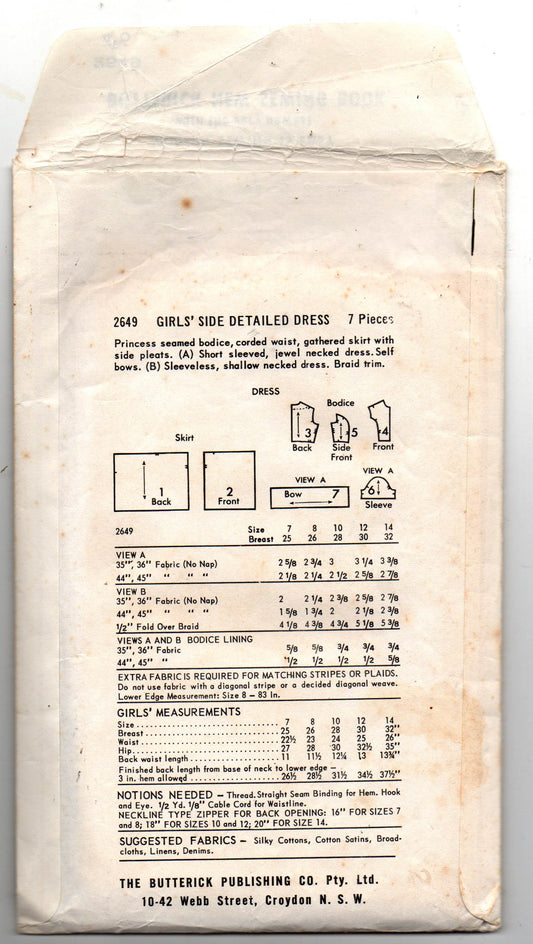 2649 GIRLS' SIDE DETAILED DRESS 7 Pieces
Princess seamed bodice, corded waist, gathered skirt with
side pleats. (A) Short sleeved, jewel necked dress. Self
bows. (B) Sleeveless, shallow necked dress. Braid trim.
DRESS
Bodice
3
Back
5
Side
Front
4
Front
Skirt
1
Back
2
Front
VIEW A
Bow 7
VIEW A
6
Sleeve
2649 Size 7 8 10 12 14
Breast 25 26 28 30 32
VIEW A
35", 36" Fabric (No Nap) 2 5/8 2 3/4 3 3 1/4 3 3/8
44", 45" " " " 2 1/8 2 1/4 2 1/2 2 5/8 2 7/8
VIEW B
35", 36" Fabric (No Nap) 2 2 1/4 2 3/8 2 5/8 2 7/8
44", 45" " " " 1 5/8 1 3/4 2 2 1/8 2 3/8
1/2" Fold Over Braid 4 1/8 4 3/8 4 3/4 5 1/8 5 3/8
VIEWS A AND B BODICE LINING
35", 36" Fabric 5/8 5/8 3/4 3/4 3/4
44", 45" " 1/2 1/2 1/2 1/2 5/8
EXTRA FABRIC IS REQUIRED FOR MATCHING STRIPES OR PLAIDS.
Do not use fabric with a diagonal stripe or a decided diagonal weave.
Lower Edge Measurement: Size 8 – 83 In.
GIRLS' MEASUREMENTS
Size 7 8 10 12 14
Breast 25 26 28 30 32"
Waist 22½ 23 24 25 26"
Hip 27 28 30 32½ 35"
Back waist length 11 11½ 12¼ 13 13¾"
Finished back length from base of neck to lower edge –
3 in. hem allowed 26½ 28½ 31½ 34½ 37½"
NOTIONS NEEDED – Thread. Straight Seam Binding for Hem. Hook
and Eye. 1/2 Yd. 1/8" Cable Cord for Waistline.
NECKLINE TYPE ZIPPER FOR BACK OPENING: 16" FOR SIZES 7
and 8; 18" FOR SIZES 10 and 12; 20" FOR SIZE 14.
SUGGESTED FABRICS – Silky Cottons, Cotton Satins, Broad-
cloths, Linens, Denims.
THE BUTTERICK PUBLISHING CO. Pty. Ltd.
10-42 Webb Street, Croydon N. S. W.